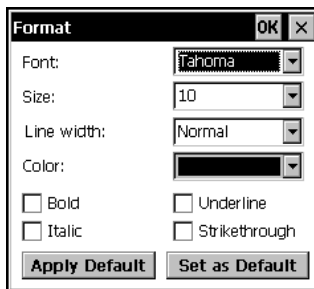 Format OK ×
Font: Tahoma
Size: 10
Line width: Normal
Color:
Bold Underline
Italic Strikethrough
Apply Default Set as Default